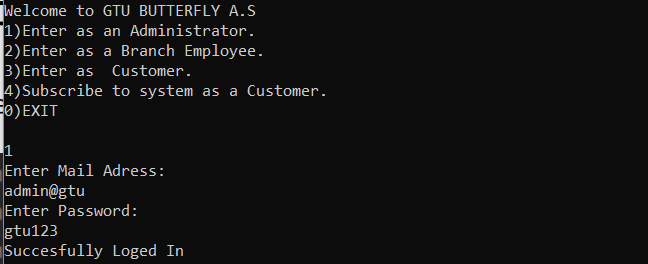 Welcome to GTU BUTTERFLY A.S
1)Enter as an Administrator.
2)Enter as a Branch Employee.
3)Enter as  Customer.
4)Subscribe to system as a Customer.
0)EXIT
1
Enter Mail Adress:
admin@gtu
Enter Password:
gtu123
Succesfully Loged In